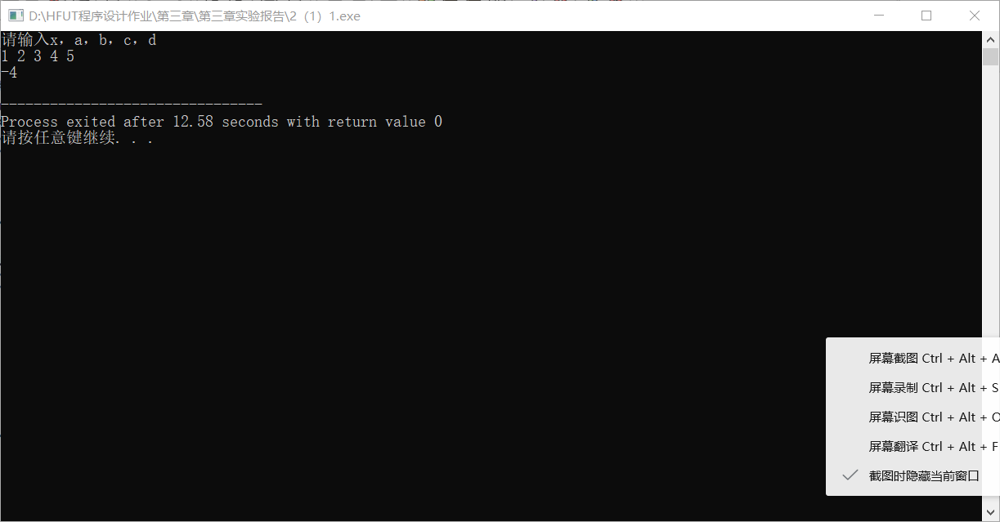 D:\HFUT程序设计作业\第三章\第三章实验报告\2（1）1.exe
请输入x，a，b，c，d
1 2 3 4 5
-4
--------------------------------
Process exited after 12.58 seconds with return value 0
请按任意键继续. . .
屏幕截图 Ctrl + Alt + A
屏幕录制 Ctrl + Alt + S
屏幕识图 Ctrl + Alt + O
屏幕翻译 Ctrl + Alt + F
截图时隐藏当前窗口